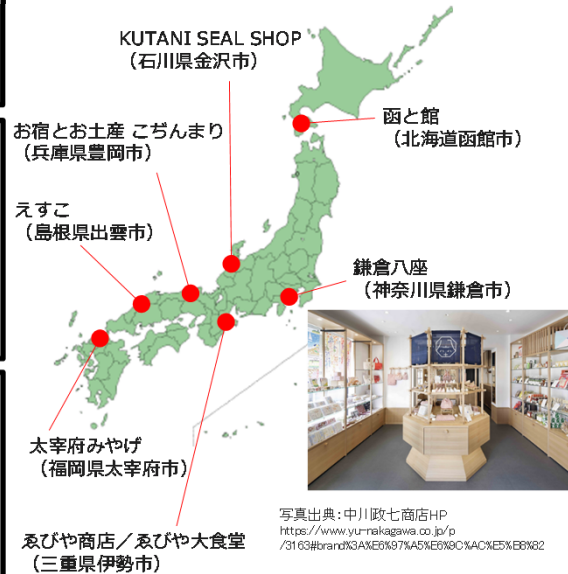 KUTANI SEAL SHOP
（石川県金沢市）
函と館
（北海道函館市）
お宿とお土産 こぢんまり
（兵庫県豊岡市）
えすこ
（島根県出雲市）
鎌倉八座
（神奈川県鎌倉市）
太宰府みやげ
（福岡県太宰府市）
ゑびや商店／ゑびや大食堂
（三重県伊勢市）
写真出典：中川政七商店HP
https://www.yu-nakagawa.co.jp/p
/3163#brand%3A%E6%97%A5%E6%9C%AC%E5%B8%82